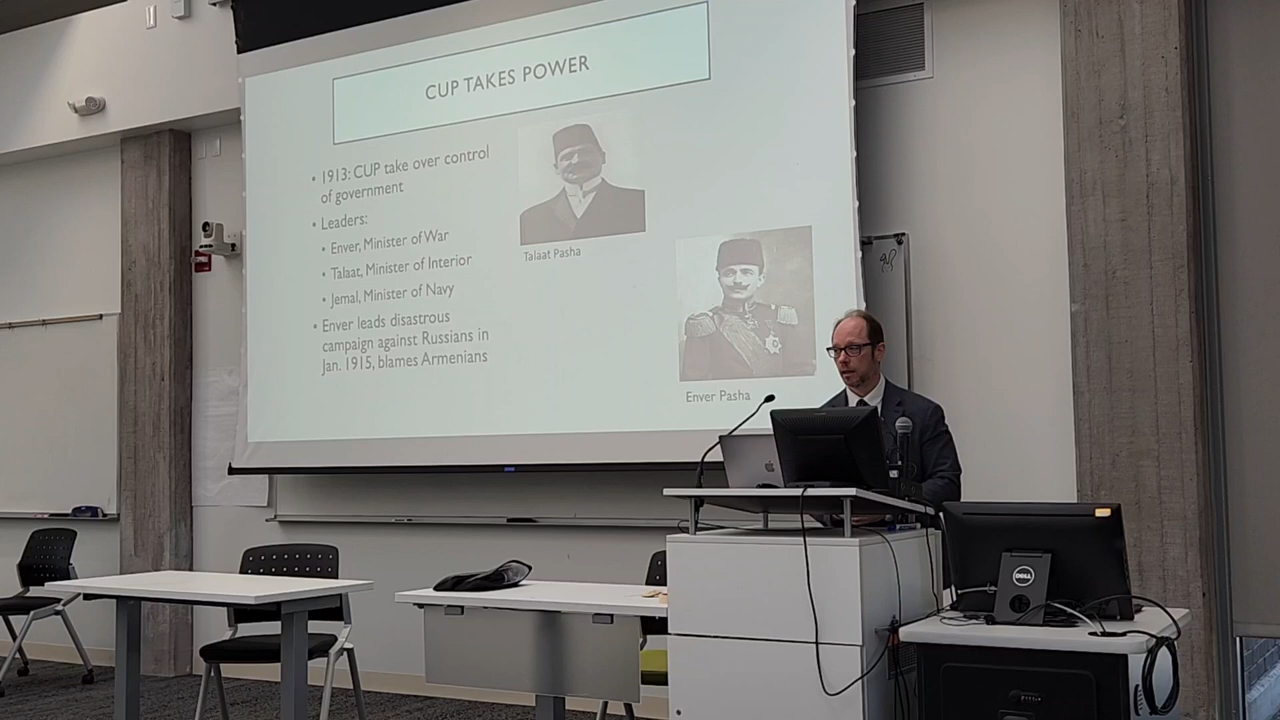 CUP TAKES POWER
• 1913: CUP take over control
of government
• Leaders:
• Enver, Minister of War
• Talaat, Minister of Interior
• Jemal, Minister of Navy
• Enver leads disastrous
campaign against Russians in
Jan. 1915, blames Armenians
Talaat Pasha
Enver Pasha
DELL